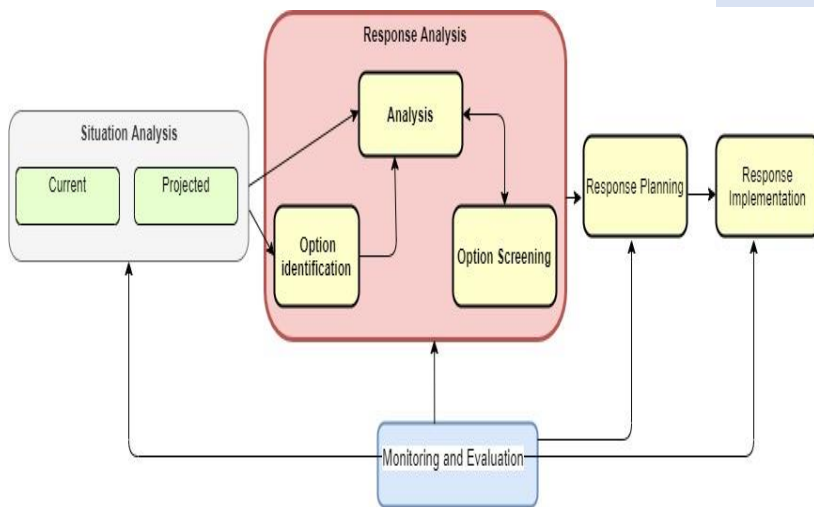 Response Analysis
Situation Analysis
Current
Projected
Analysis
Option
identification
Option Screening
Response Planning
Response
Implementation
Monitoring and Evaluation